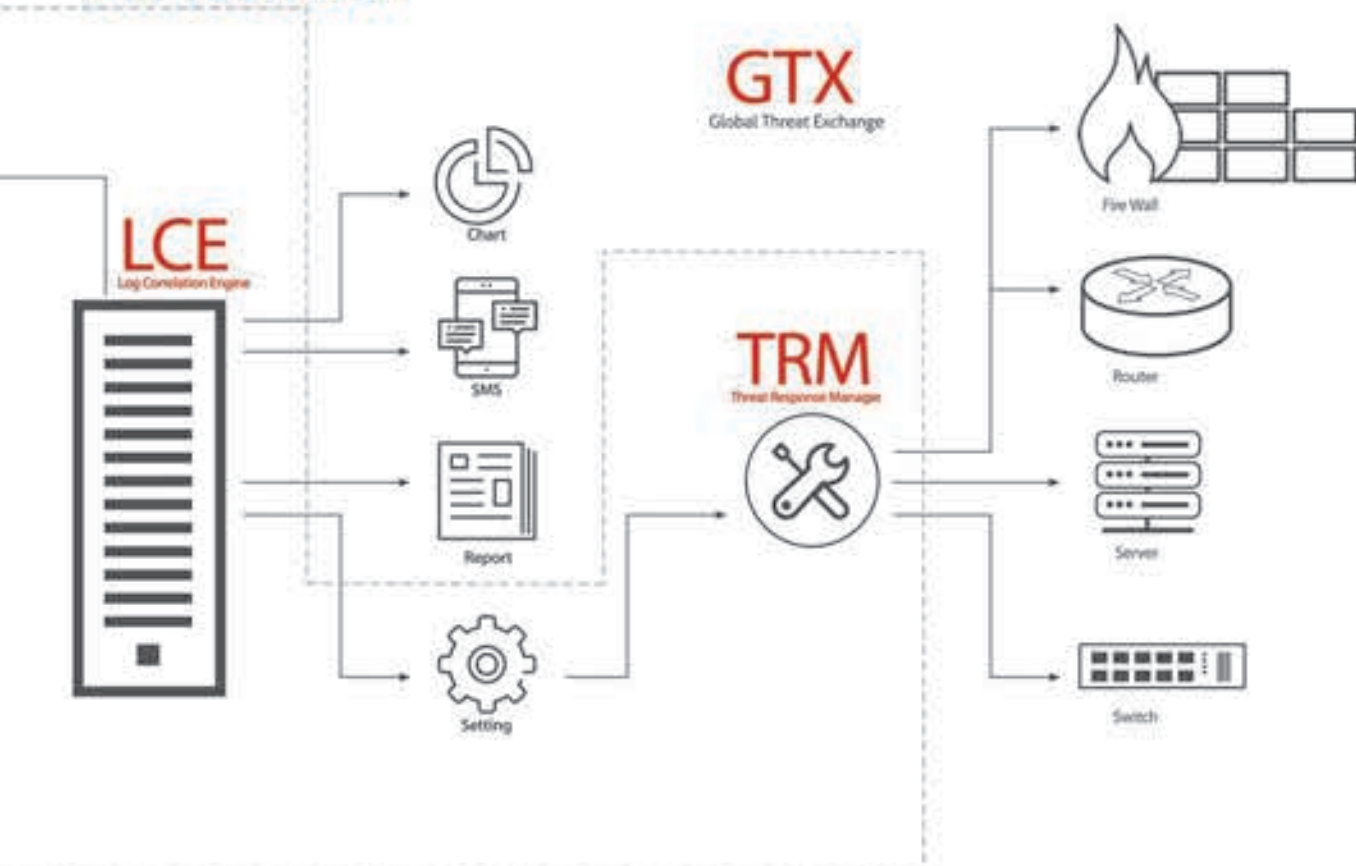 GTX
Global Threat Exchange
LCE
Log Correlation Engine
Chart
SMS
Report
Setting
TRM
Threat Response Manager
Fire Wall
Router
Server
Switch